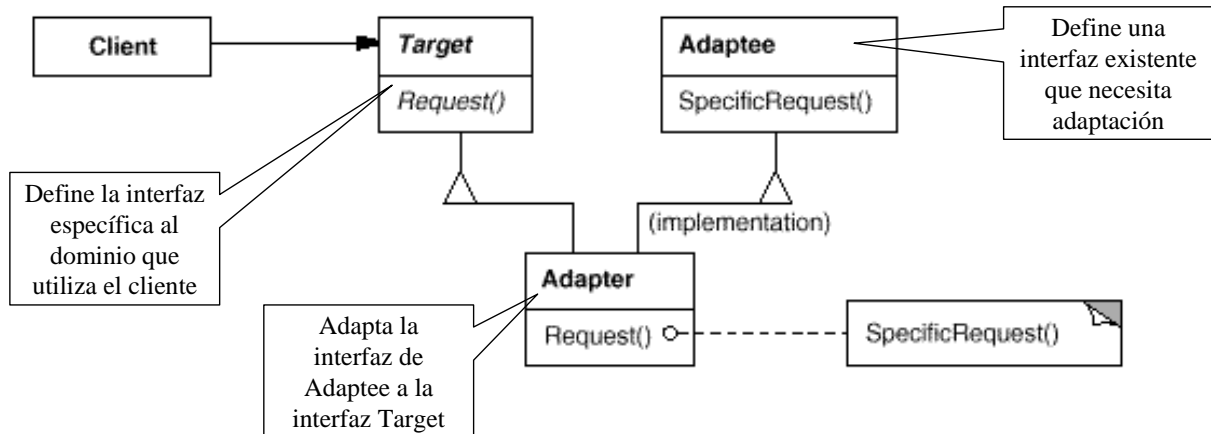 Client
Target
Request()
Adaptee
SpecificRequest()
Define una
interfaz existente
que necesita
adaptación
Define la interfaz
específica al
dominio que
utiliza el cliente
(implementation)
Adapter
Request()
SpecificRequest()
Adapta la
interfaz de
Adaptee a la
interfaz Target